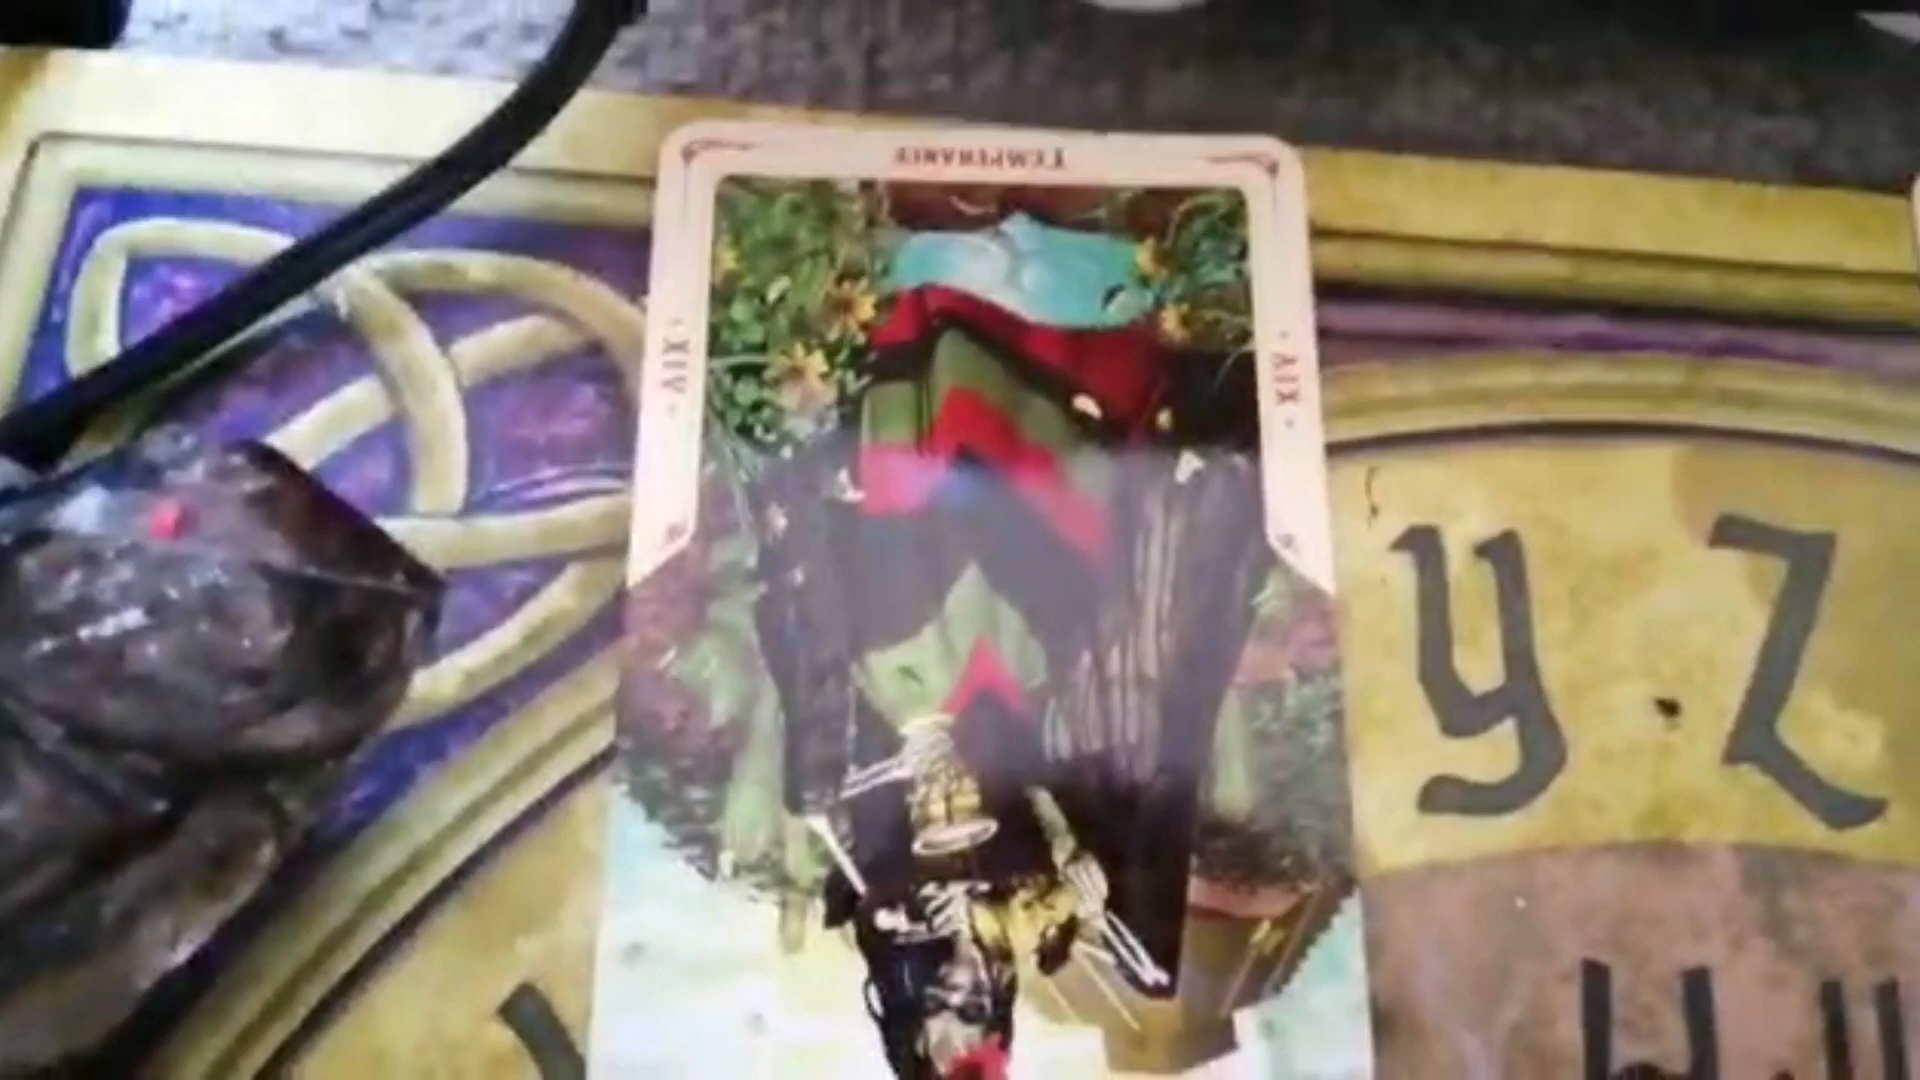 TEMPERANCE
· XIV ·
· XIV ·
y z